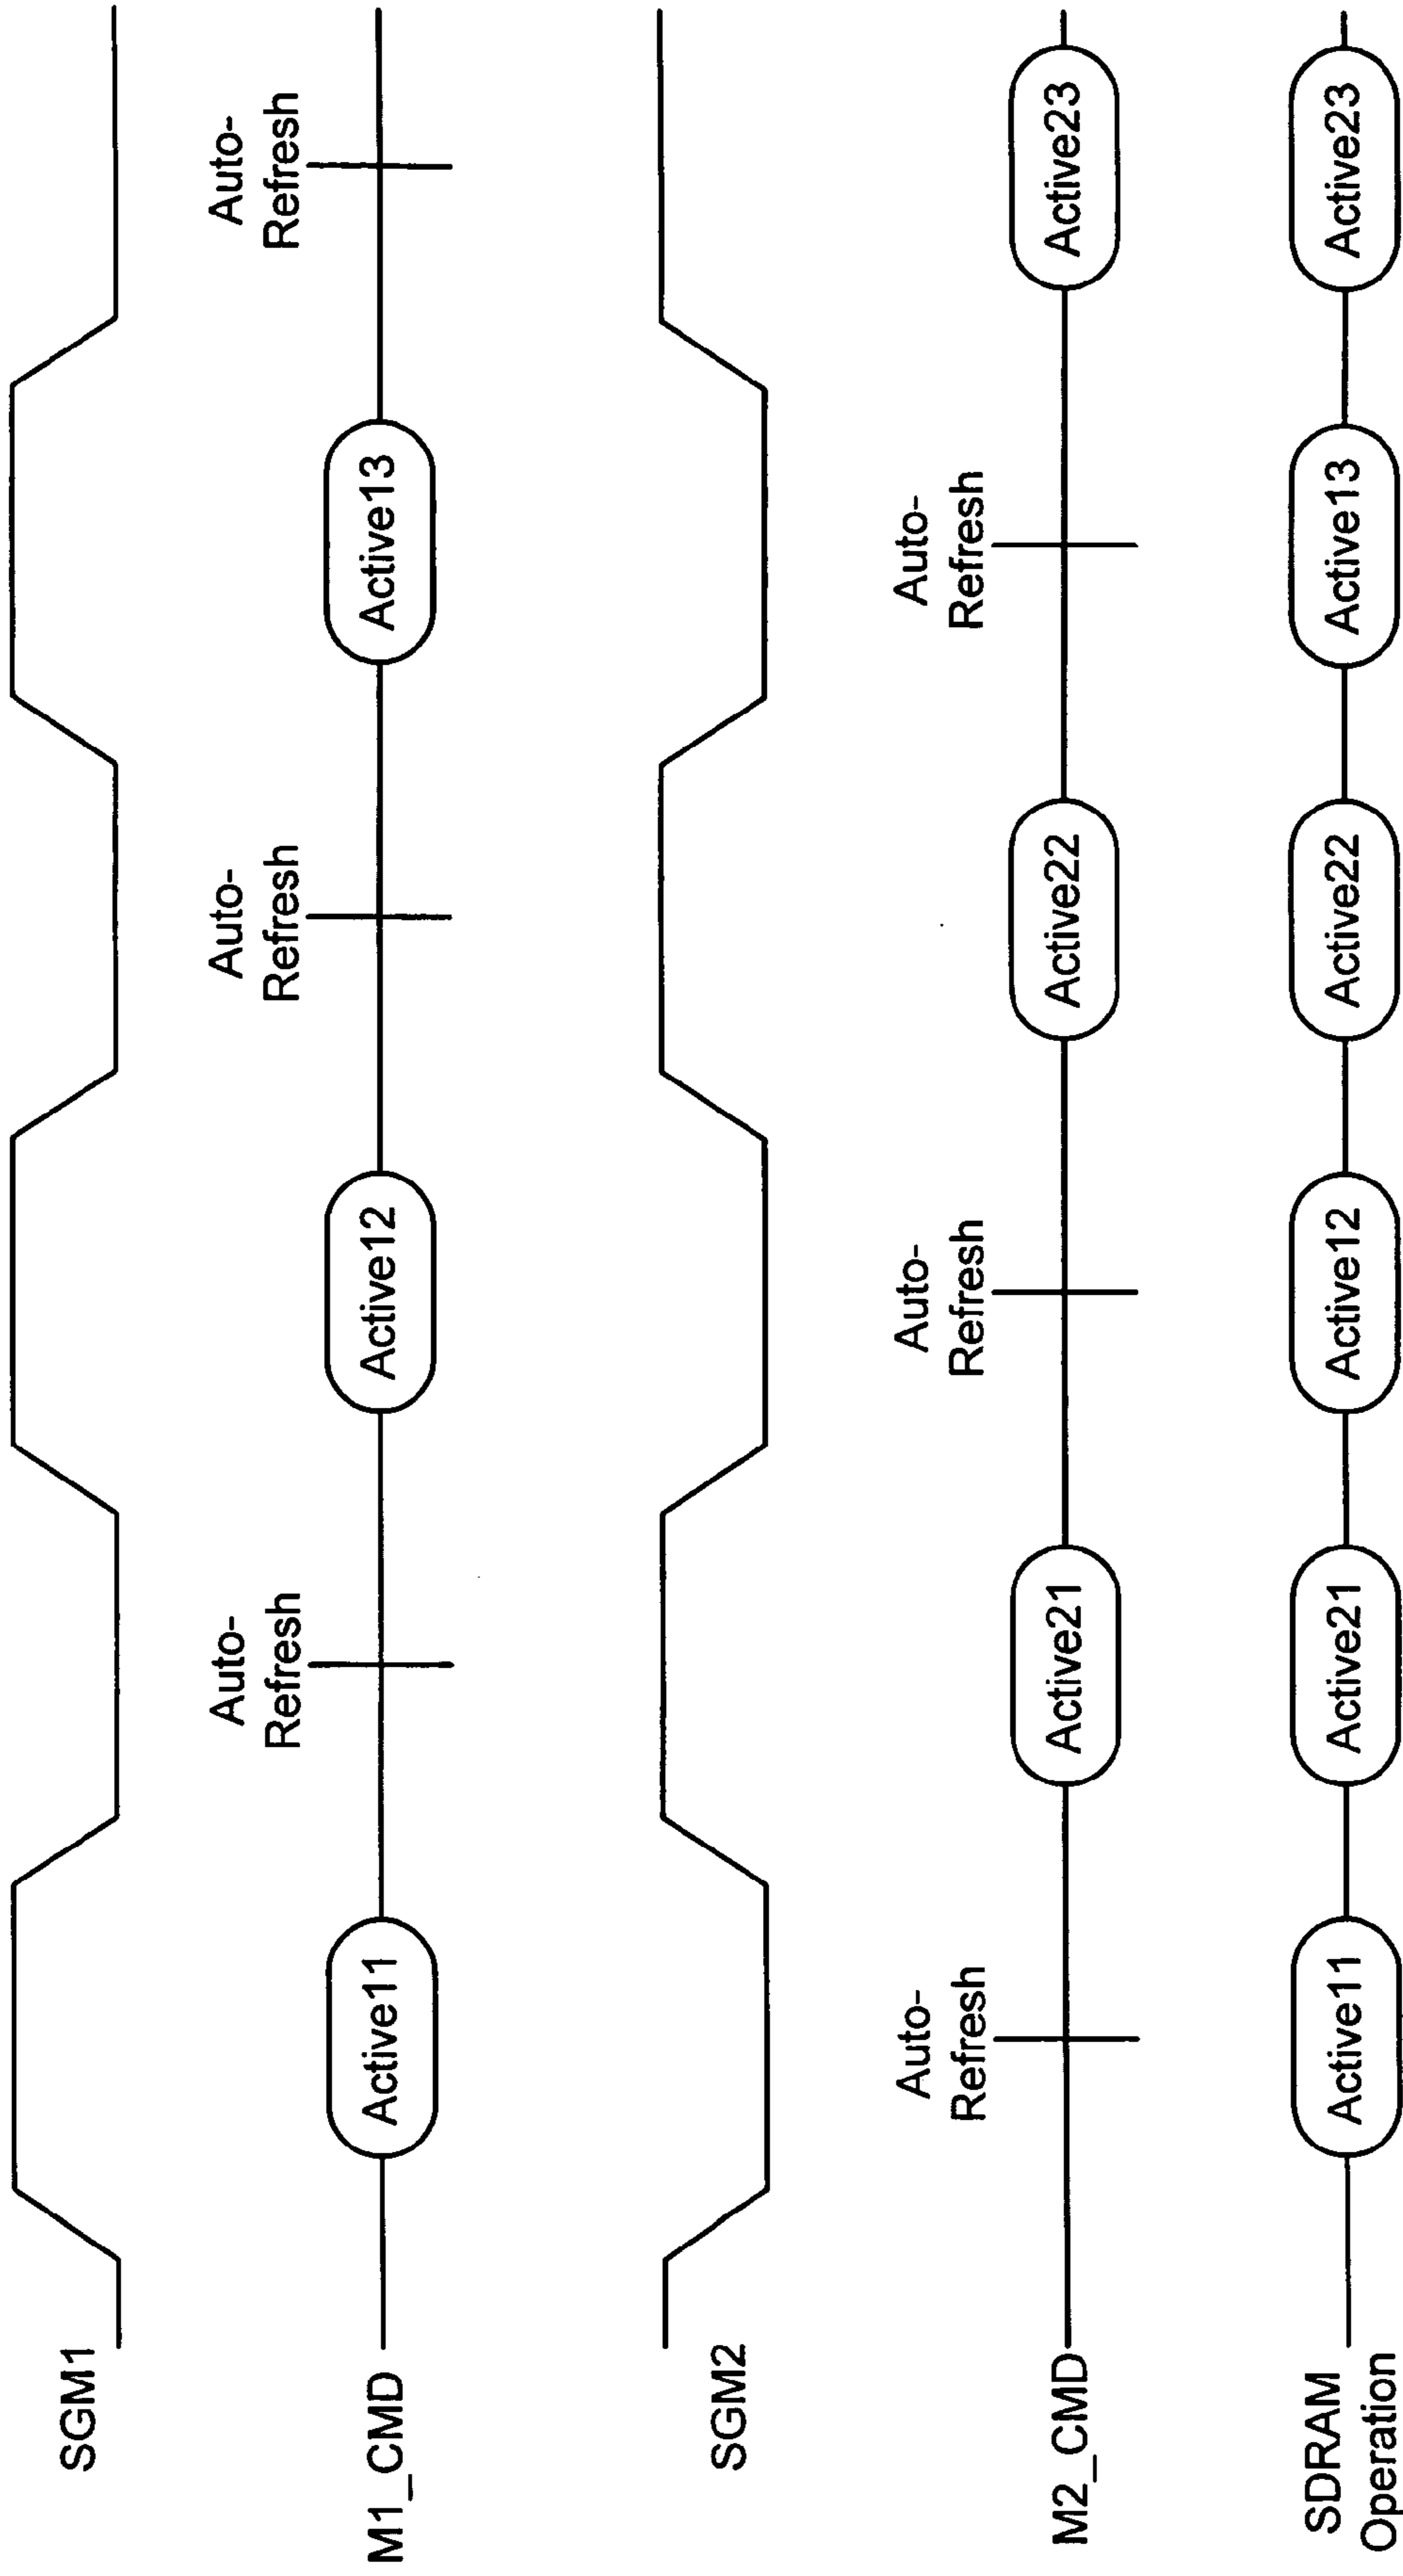 SGM1
M1_CMD
Active11
Auto-
Refresh
Active12
Auto-
Refresh
Active13
Auto-
Refresh
SGM2
M2_CMD
Auto-
Refresh
Active21
Auto-
Refresh
Active22
Auto-
Refresh
Active23
SDRAM
Operation
Active11
Active21
Active12
Active22
Active13
Active23